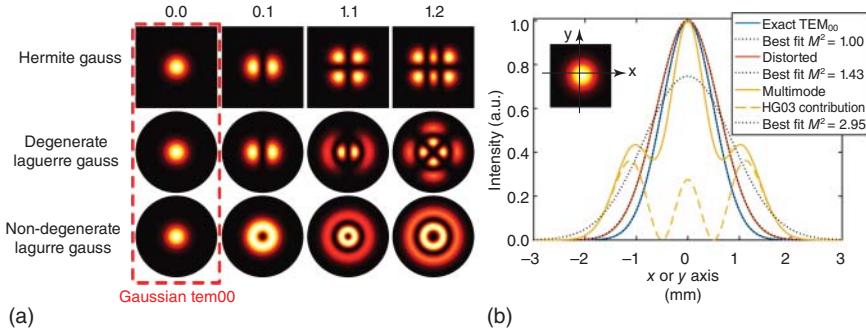 0.0 0.1 1.1 1.2
Hermite gauss
Degenerate
laguerre gauss
Non-degenerate
lagurre gauss
Gaussian tem00
(a)
Intensity (a.u.)
1.0
0.8
0.6
0.4
0.2
0.0
−3 −2 −1 0 1 2 3
x or y axis
(mm)
y
x
Exact TEM₀₀
Best fit M² = 1.00
Distorted
Best fit M² = 1.43
Multimode
HG03 contribution
Best fit M² = 2.95
(b)